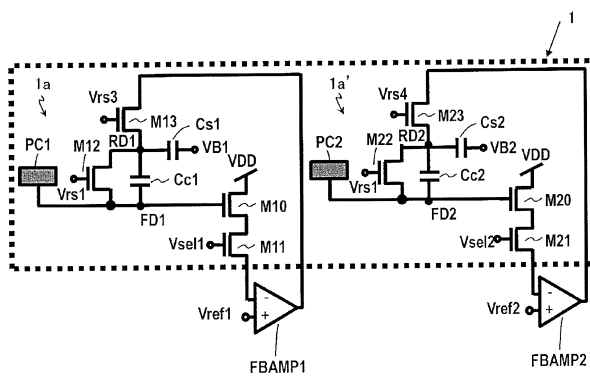 1
1a
Vrs3
M13
Cs1
RD1
VB1
PC1
M12
Vrs1
Cc1
VDD
M10
FD1
Vsel1
M11
Vref1
-
+
FBAMP1
1a'
Vrs4
M23
Cs2
RD2
VB2
PC2
M22
Vrs1
Cc2
VDD
M20
FD2
Vsel2
M21
Vref2
-
+
FBAMP2